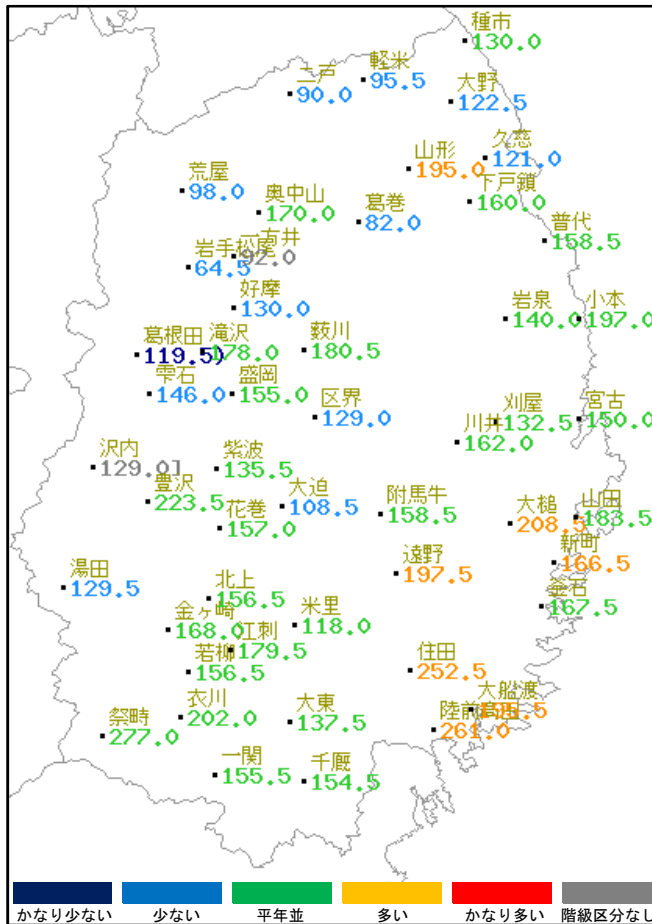 種市
130.0
軽米
95.5
二戸
90.0
大野
122.5
久慈
121.0
山形
195.0
荒屋
98.0
下戸鎖
160.0
奥中山
170.0
葛巻
82.0
普代
158.5
一方井
92.0
岩手松尾
64.5
好摩
130.0
岩泉
140.0
小本
197.0
葛根田
119.5)
滝沢
178.0
薮川
180.5
雫石
146.0
盛岡
155.0
区界
129.0
刈屋
132.5
宮古
150.0
川井
162.0
沢内
129.0]
紫波
135.5
豊沢
223.5
大迫
108.5
附馬牛
158.5
花巻
157.0
大槌
208.5
山田
183.5
新町
166.5
遠野
197.5
湯田
129.5
北上
156.5
釜石
167.5
金ヶ崎
168.0
米里
118.0
江刺
179.5
若柳
156.5
住田
252.5
衣川
202.0
大船渡
大東
137.5
陸前高田
261.0
祭畤
277.0
一関
155.5
千厩
154.5
かなり少ない
少ない
平年並
多い
かなり多い
階級区分なし